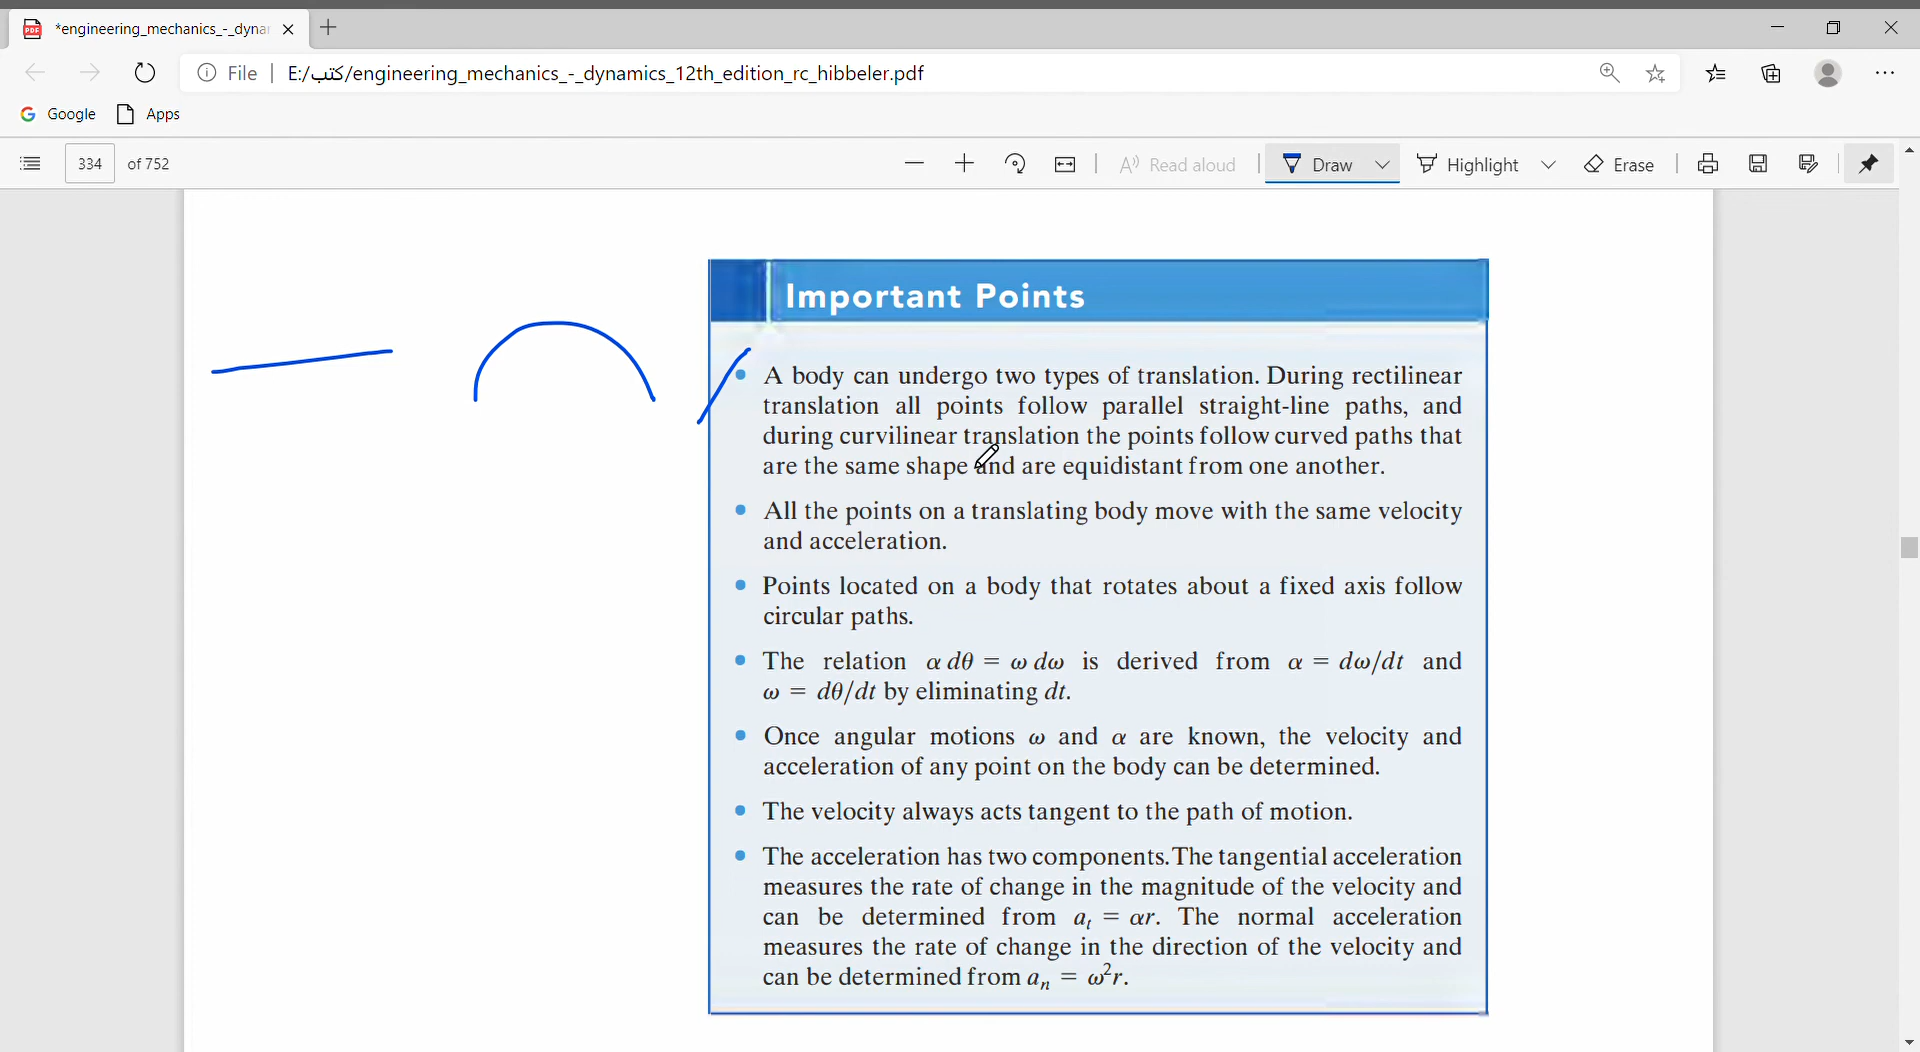 *engineering_mechanics_-_dyna
File | E:/كتب/engineering_mechanics_-_dynamics_12th_edition_rc_hibbeler.pdf
Google Apps
334 of 752 Read aloud Draw Highlight Erase
Important Points
• A body can undergo two types of translation. During rectilinear
translation all points follow parallel straight-line paths, and
during curvilinear translation the points follow curved paths that
are the same shape and are equidistant from one another.
• All the points on a translating body move with the same velocity
and acceleration.
• Points located on a body that rotates about a fixed axis follow
circular paths.
• The relation α dθ = ω dω is derived from α = dω/dt and
ω = dθ/dt by eliminating dt.
• Once angular motions ω and α are known, the velocity and
acceleration of any point on the body can be determined.
• The velocity always acts tangent to the path of motion.
• The acceleration has two components. The tangential acceleration
measures the rate of change in the magnitude of the velocity and
can be determined from aₜ = αr. The normal acceleration
measures the rate of change in the direction of the velocity and
can be determined from aₙ = ω²r.